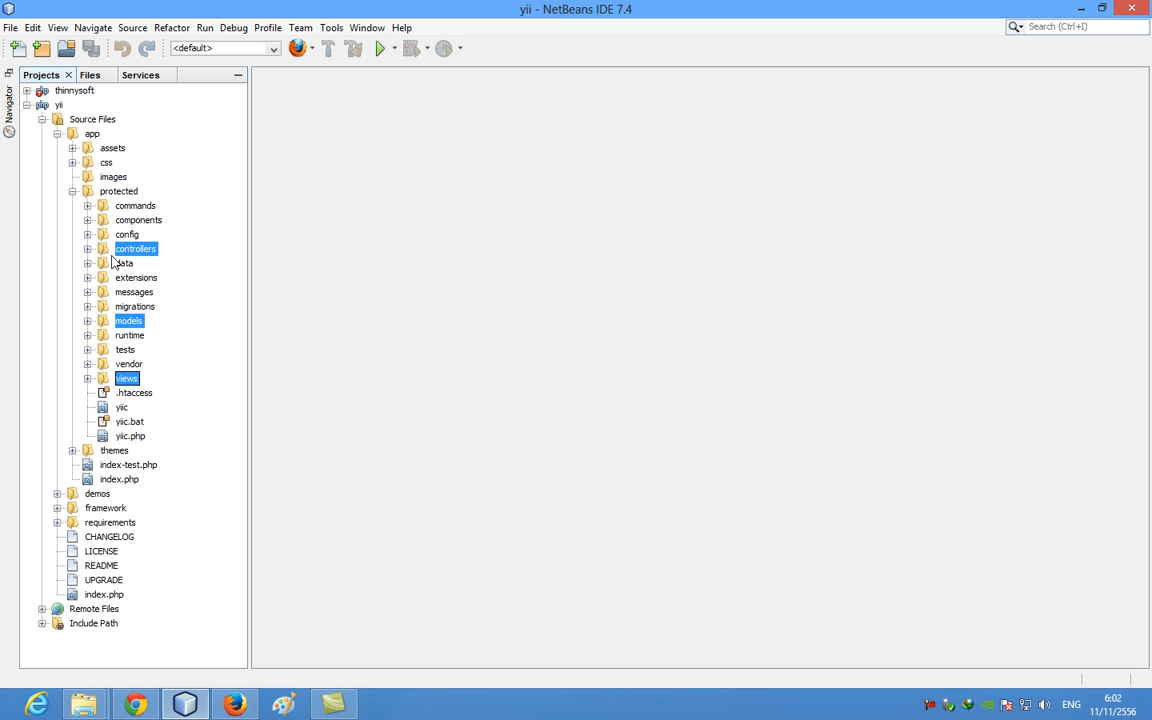 yii - NetBeans IDE 7.4
File Edit View Navigate Source Refactor Run Debug Profile Team Tools Window Help
Search (Ctrl+I)
<default>
Projects Files Services
Navigator
thinnysoft
yii
Source Files
app
assets
css
images
protected
commands
components
config
controllers
data
extensions
messages
migrations
models
runtime
tests
vendor
views
.htaccess
yiic
yiic.bat
yiic.php
themes
index-test.php
index.php
demos
framework
requirements
CHANGELOG
LICENSE
README
UPGRADE
index.php
Remote Files
Include Path
ENG
6:02
11/11/2556